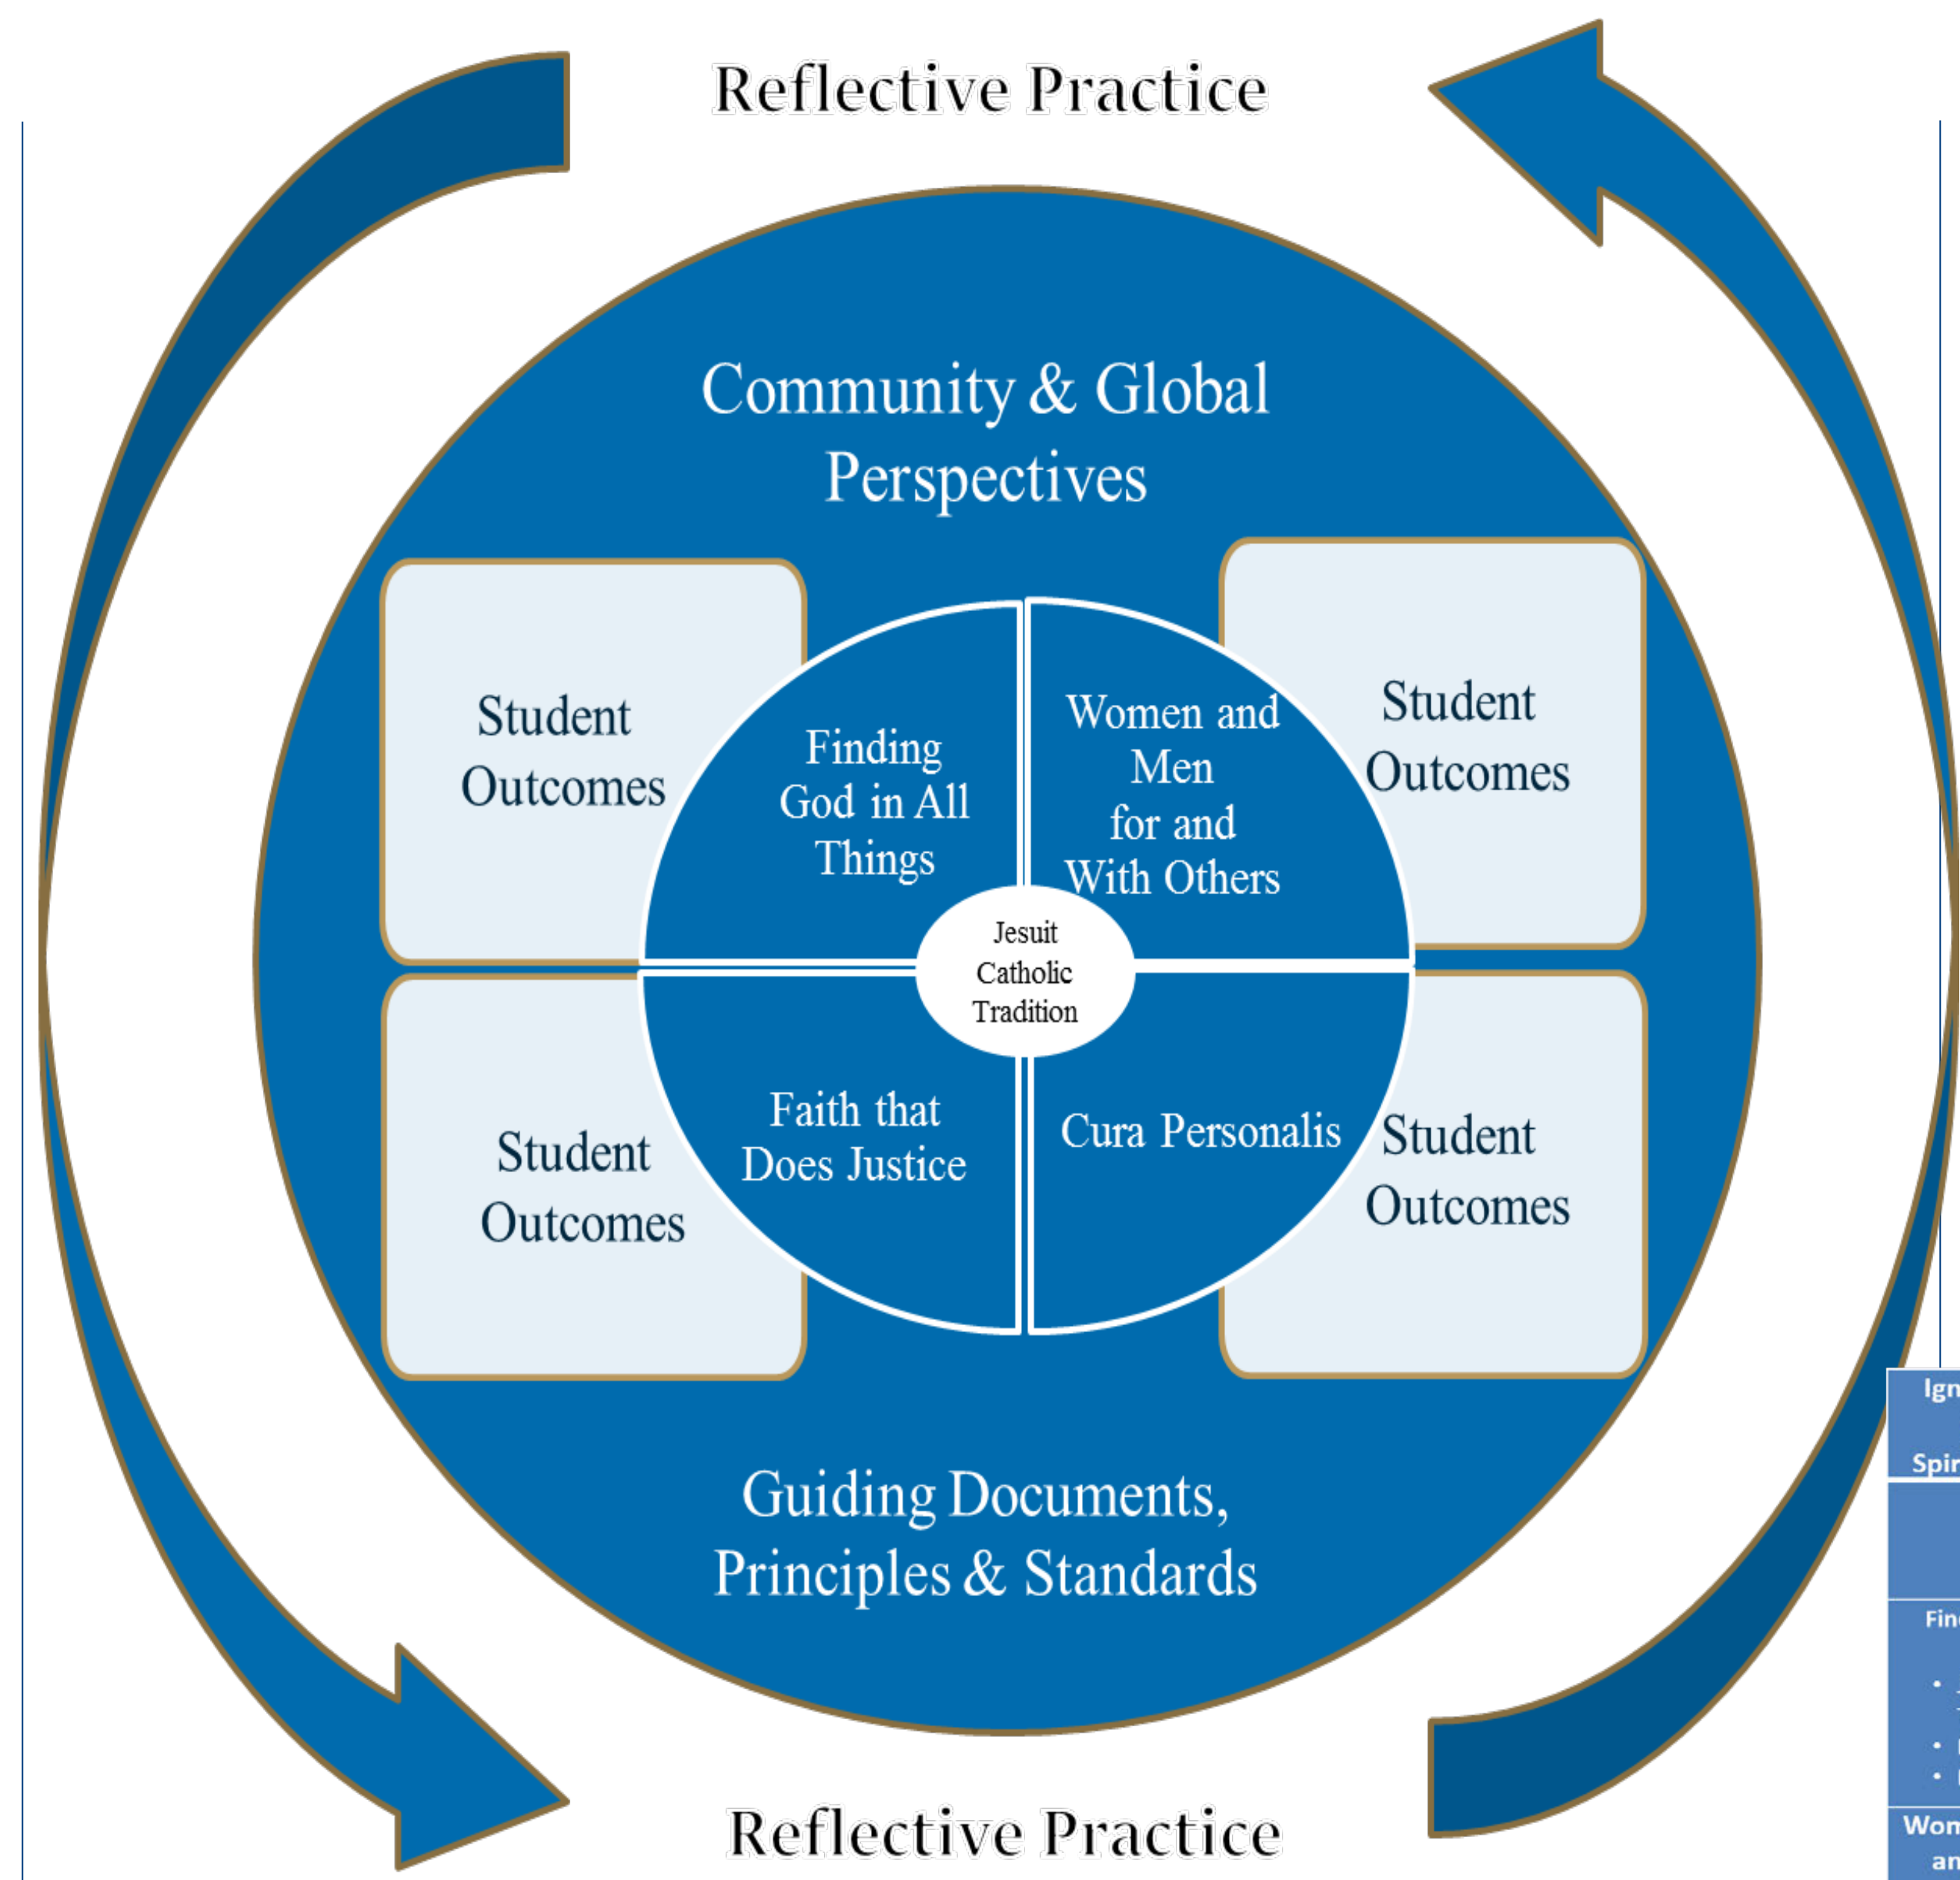 Reflective Practice
Community & Global
Perspectives
Student
Outcomes
Finding
God in All
Things
Women and
Men
for and
With Others
Student
Outcomes
Jesuit
Catholic
Tradition
Student
Outcomes
Faith that
Does Justice
Cura Personalis
Student
Outcomes
Guiding Documents,
Principles & Standards
Reflective Practice